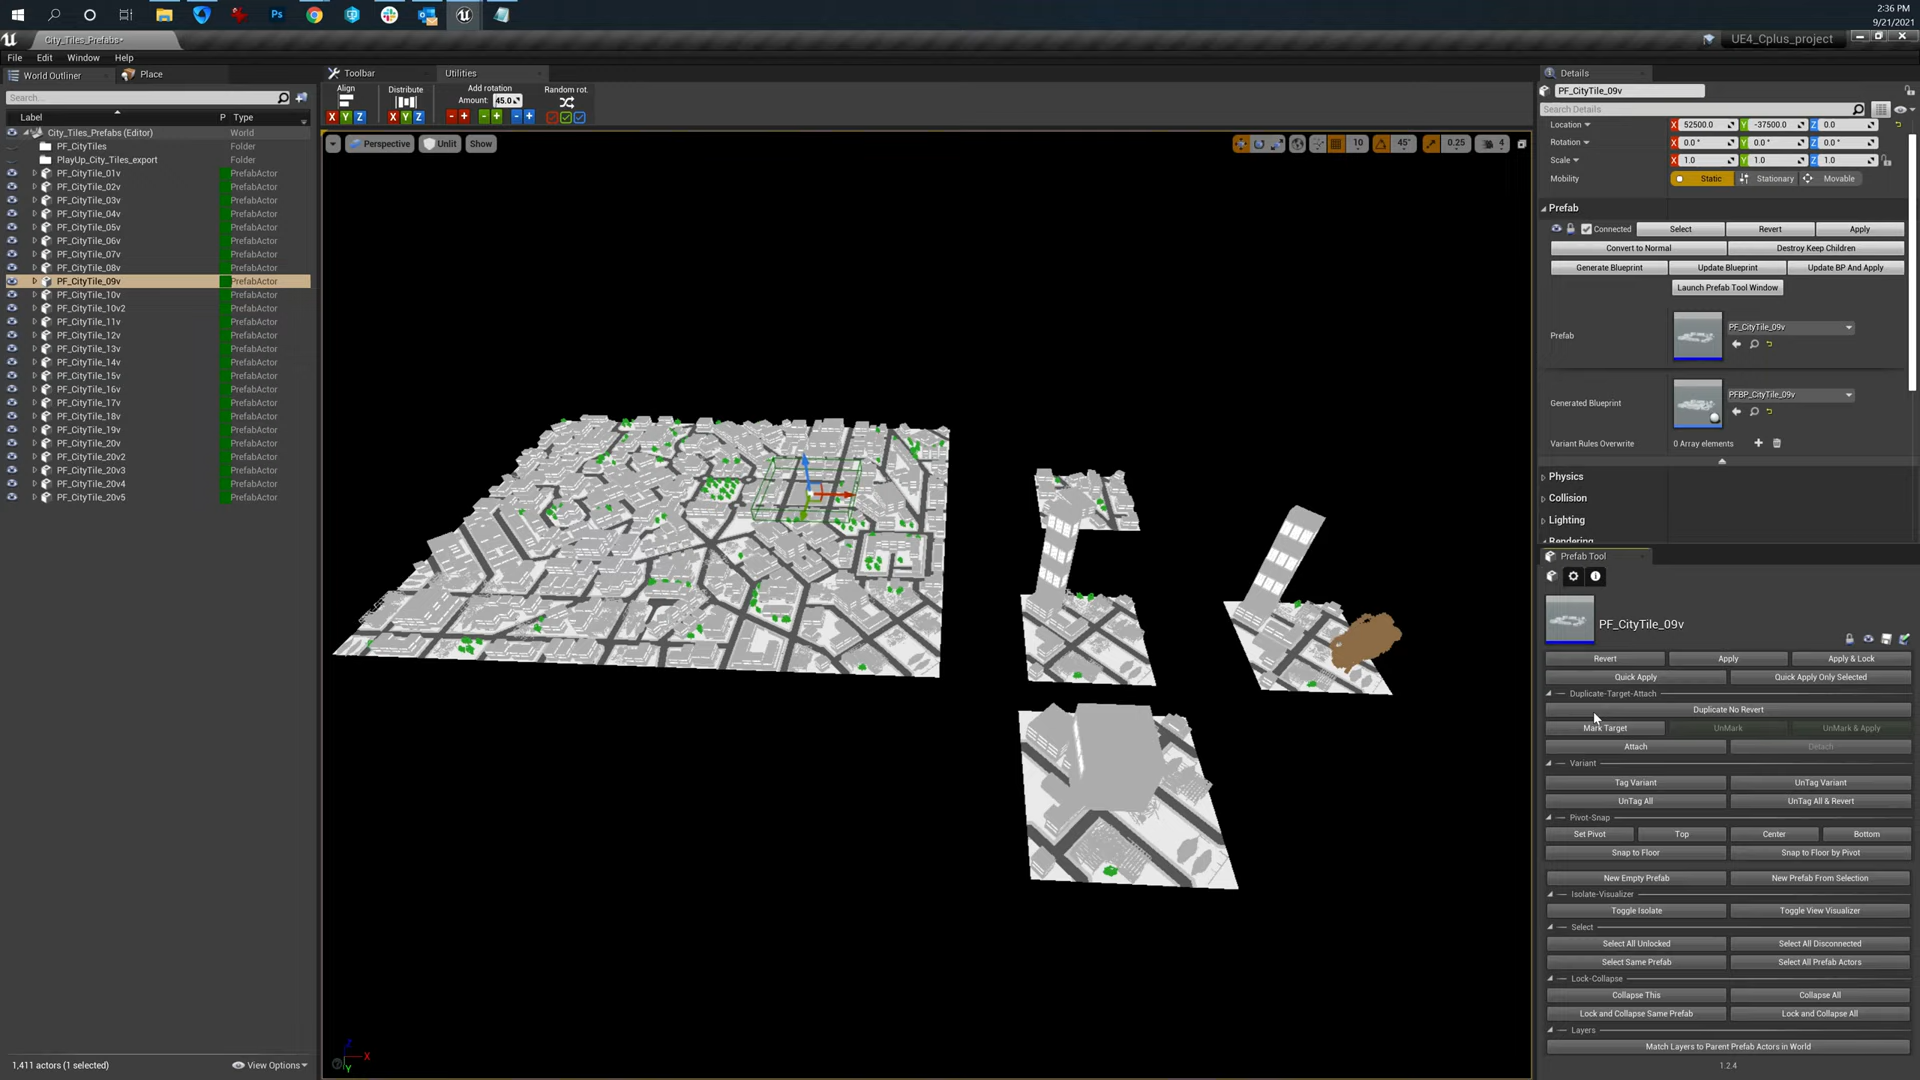 2:36 PM
9/21/2021
City_Tiles_Prefabs*
UE4_Cplus_project
File Edit Window Help
World Outliner
Place
Search...
Label P Type
City_Tiles_Prefabs (Editor) World
PF_CityTiles Folder
PlayUp_City_Tiles_export Folder
PF_CityTile_01v PrefabActor
PF_CityTile_02v PrefabActor
PF_CityTile_03v PrefabActor
PF_CityTile_04v PrefabActor
PF_CityTile_05v PrefabActor
PF_CityTile_06v PrefabActor
PF_CityTile_07v PrefabActor
PF_CityTile_08v PrefabActor
PF_CityTile_09v PrefabActor
PF_CityTile_10v PrefabActor
PF_CityTile_10v2 PrefabActor
PF_CityTile_11v PrefabActor
PF_CityTile_12v PrefabActor
PF_CityTile_13v PrefabActor
PF_CityTile_14v PrefabActor
PF_CityTile_15v PrefabActor
PF_CityTile_16v PrefabActor
PF_CityTile_17v PrefabActor
PF_CityTile_18v PrefabActor
PF_CityTile_19v PrefabActor
PF_CityTile_20v PrefabActor
PF_CityTile_20v2 PrefabActor
PF_CityTile_20v3 PrefabActor
PF_CityTile_20v4 PrefabActor
PF_CityTile_20v5 PrefabActor
1,411 actors (1 selected)
View Options
Toolbar
Utilities
Align
X Y Z
Distribute
X Y Z
Add rotation
Amount: 45.0
Random rot.
Perspective Unlit Show
10 45° 0.25 4
Z
X
Y
Details
PF_CityTile_09v
Search Details
Location X 52500.0 Y -37500.0 Z 0.0
Rotation X 0.0 ° Y 0.0 ° Z 0.0 °
Scale X 1.0 Y 1.0 Z 1.0
Mobility Static Stationary Movable
Prefab
Connected Select Revert Apply
Convert to Normal Destroy Keep Children
Generate Blueprint Update Blueprint Update BP And Apply
Launch Prefab Tool Window
Prefab PF_CityTile_09v
Generated Blueprint PFBP_CityTile_09v
Variant Rules Overwrite 0 Array elements
Physics
Collision
Lighting
Rendering
Prefab Tool
PF_CityTile_09v
Revert Apply Apply & Lock
Quick Apply Quick Apply Only Selected
Duplicate-Target-Attach
Duplicate No Revert
Mark Target UnMark UnMark & Apply
Attach Detach
Variant
Tag Variant UnTag Variant
UnTag All UnTag All & Revert
Pivot-Snap
Set Pivot Top Center Bottom
Snap to Floor Snap to Floor by Pivot
New Empty Prefab New Prefab From Selection
Isolate-Visualizer
Toggle Isolate Toggle View Visualizer
Select
Select All Unlocked Select All Disconnected
Select Same Prefab Select All Prefab Actors
Lock-Collapse
Collapse This Collapse All
Lock and Collapse Same Prefab Lock and Collapse All
Layers
Match Layers to Parent Prefab Actors in World
1.2.4